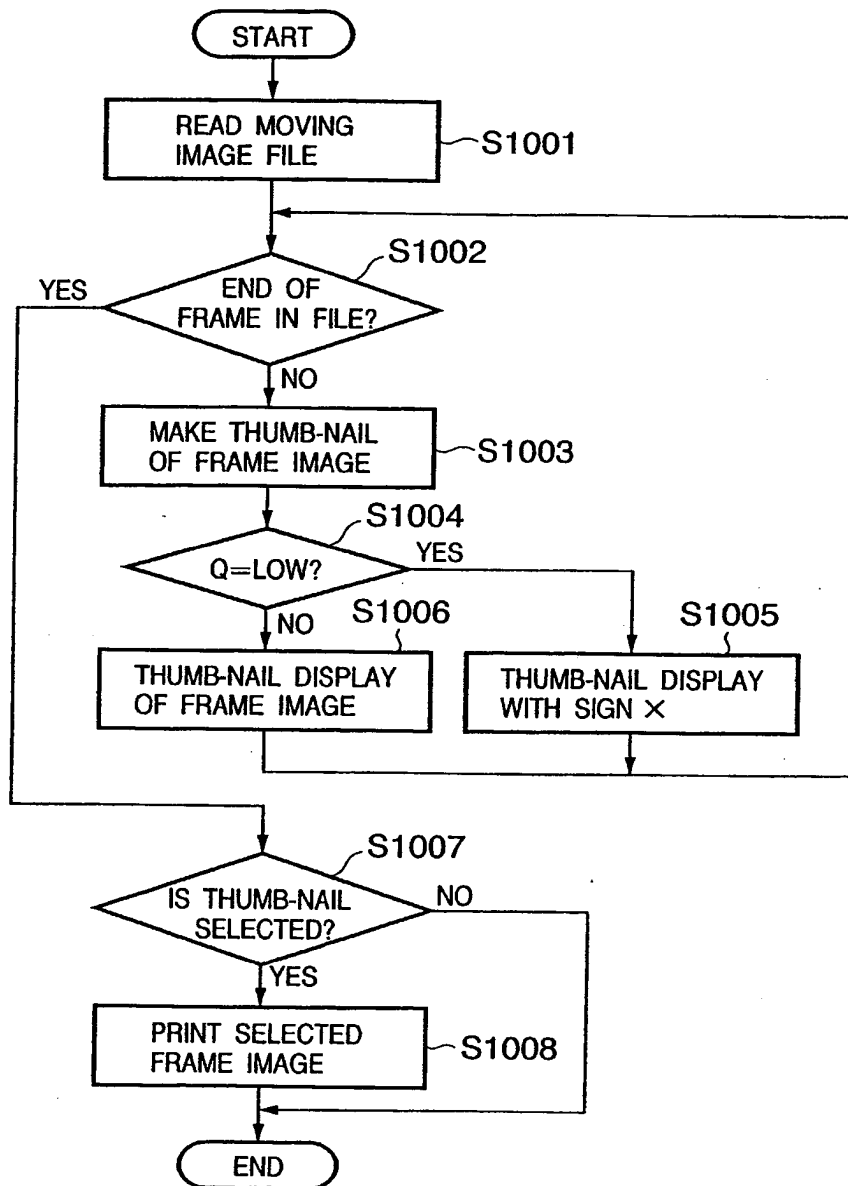 START
READ MOVING
IMAGE FILE
S1001
S1002
YES
END OF
FRAME IN FILE?
NO
MAKE THUMB-NAIL
OF FRAME IMAGE
S1003
S1004
Q=LOW?
YES
NO
S1006
S1005
THUMB-NAIL DISPLAY
OF FRAME IMAGE
THUMB-NAIL DISPLAY
WITH SIGN ×
S1007
IS THUMB-NAIL
SELECTED?
NO
YES
PRINT SELECTED
FRAME IMAGE
S1008
END